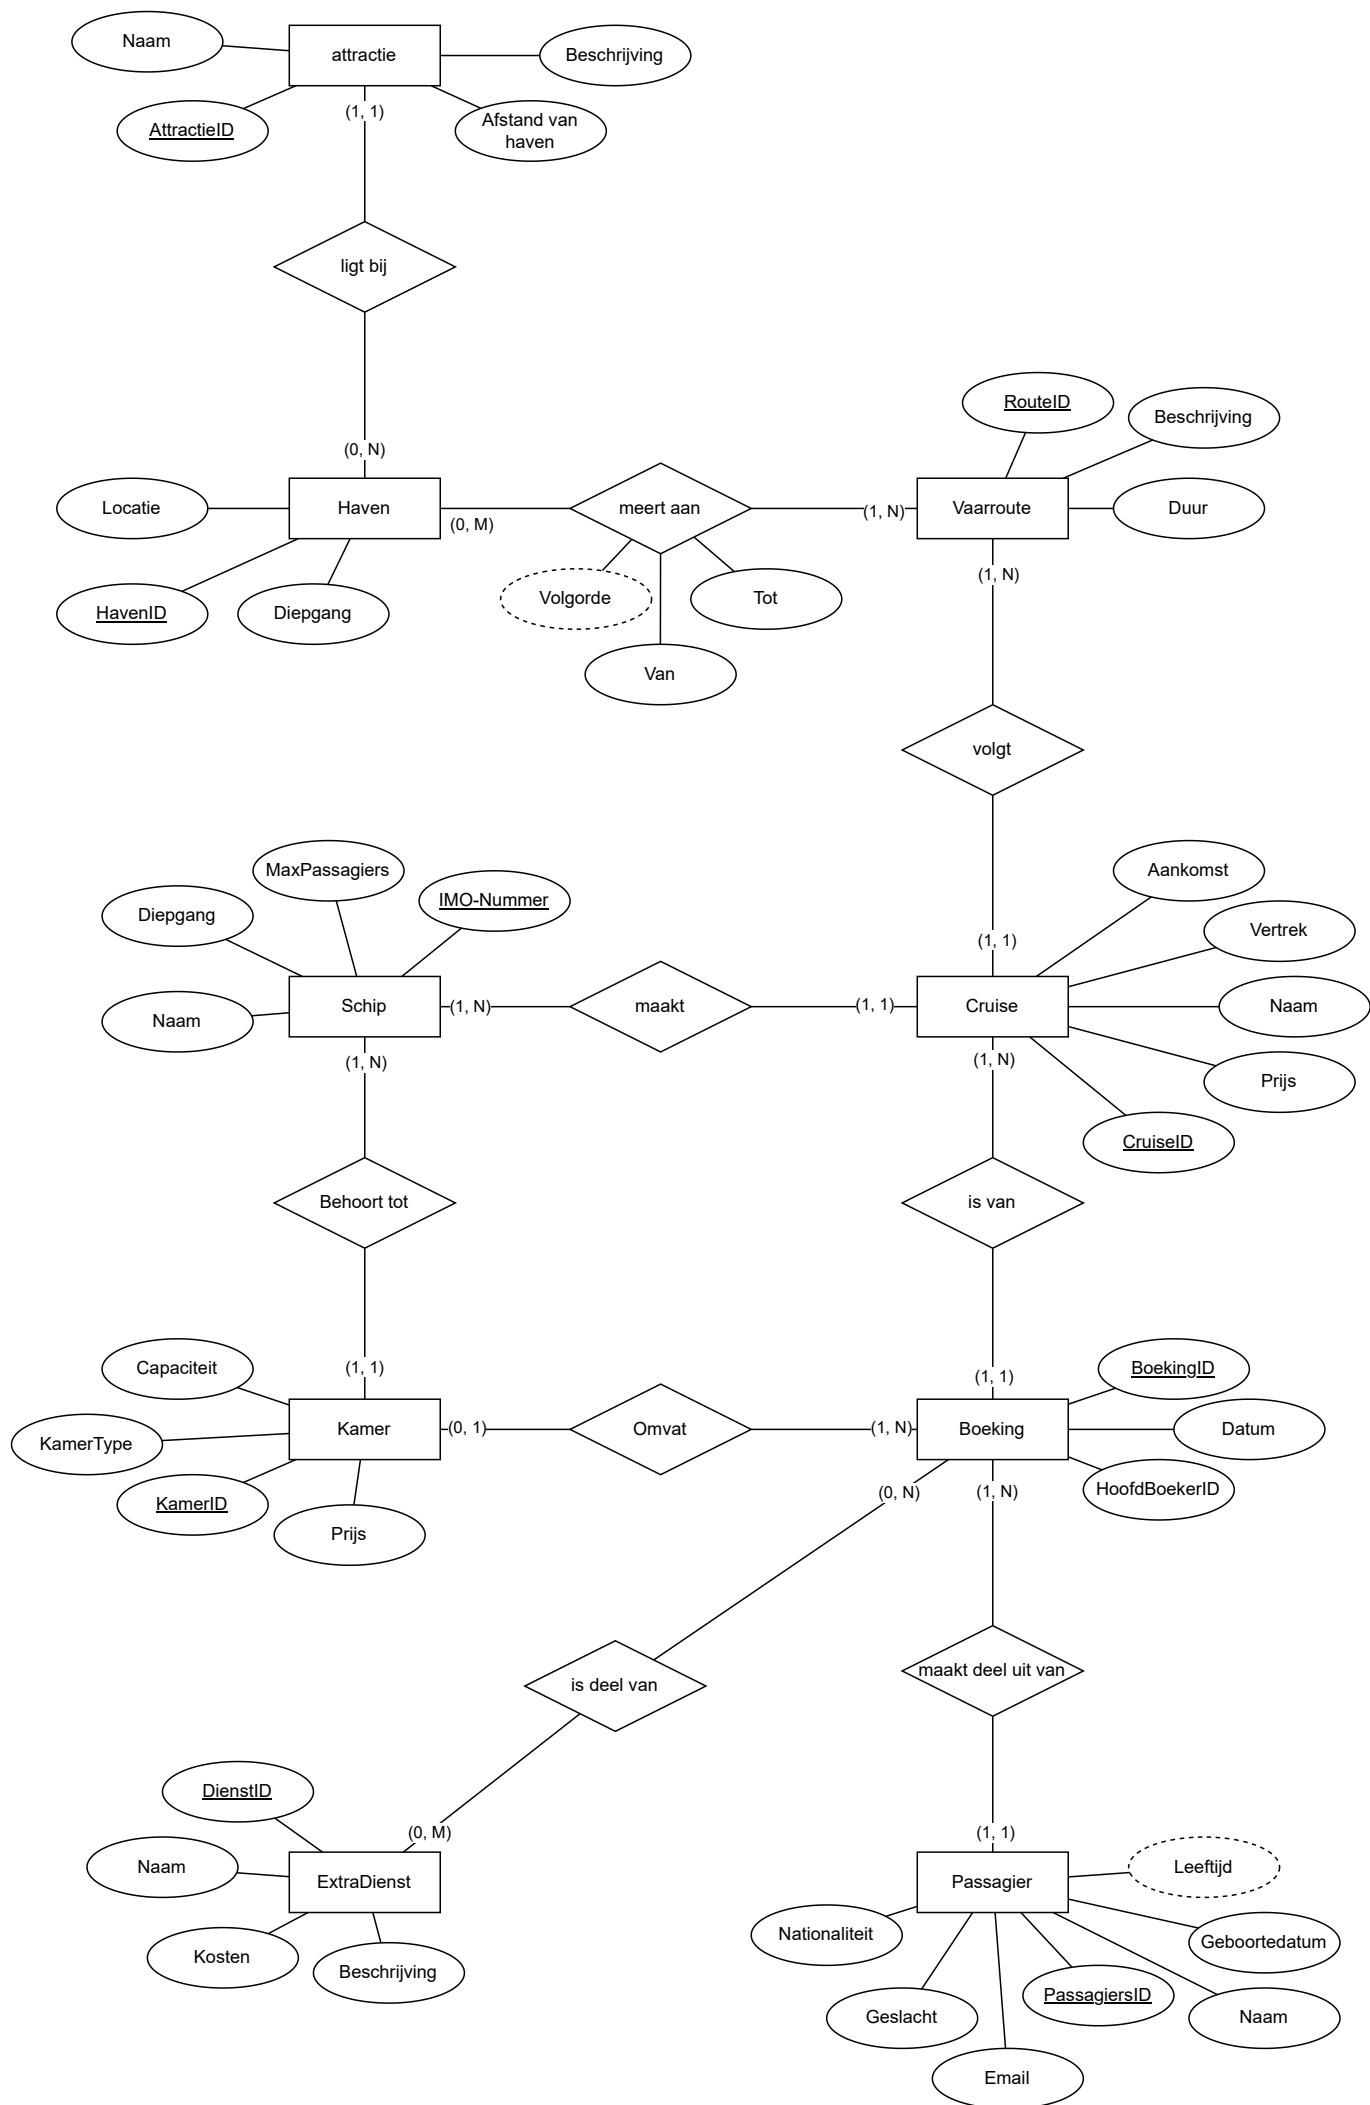 Naam
attractie
Beschrijving
(1, 1)
AttractieID
Afstand van
haven
ligt bij
(0, N)
RouteID
Beschrijving
Locatie
Haven
(0, M)
meert aan
(1, N)
Vaarroute
Duur
(1, N)
HavenID
Diepgang
Volgorde
Tot
Van
volgt
MaxPassagiers
IMO-Nummer
Diepgang
Aankomst
Vertrek
(1, 1)
Naam
Schip
(1, N)
maakt
(1, 1)
Cruise
Naam
(1, N)
(1, N)
Prijs
CruiseID
Behoort tot
is van
Capaciteit
(1, 1)
(1, 1)
BoekingID
KamerType
Kamer
(0, 1)
Omvat
(1, N)
Boeking
Datum
KamerID
Prijs
(0, N)
(1, N)
HoofdBoekerID
is deel van
maakt deel uit van
DienstID
(0, M)
(1, 1)
Naam
ExtraDienst
Passagier
Leeftijd
Kosten
Beschrijving
Nationaliteit
Geboortedatum
Geslacht
PassagiersID
Naam
Email